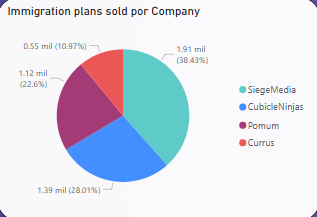 Immigration plans sold por Company
0.55 mil (10.97%)
1.91 mil
(38.43%)
1.12 mil
(22.6%)
SiegeMedia
CubicleNinjas
Pomum
Currus
1.39 mil (28.01%)